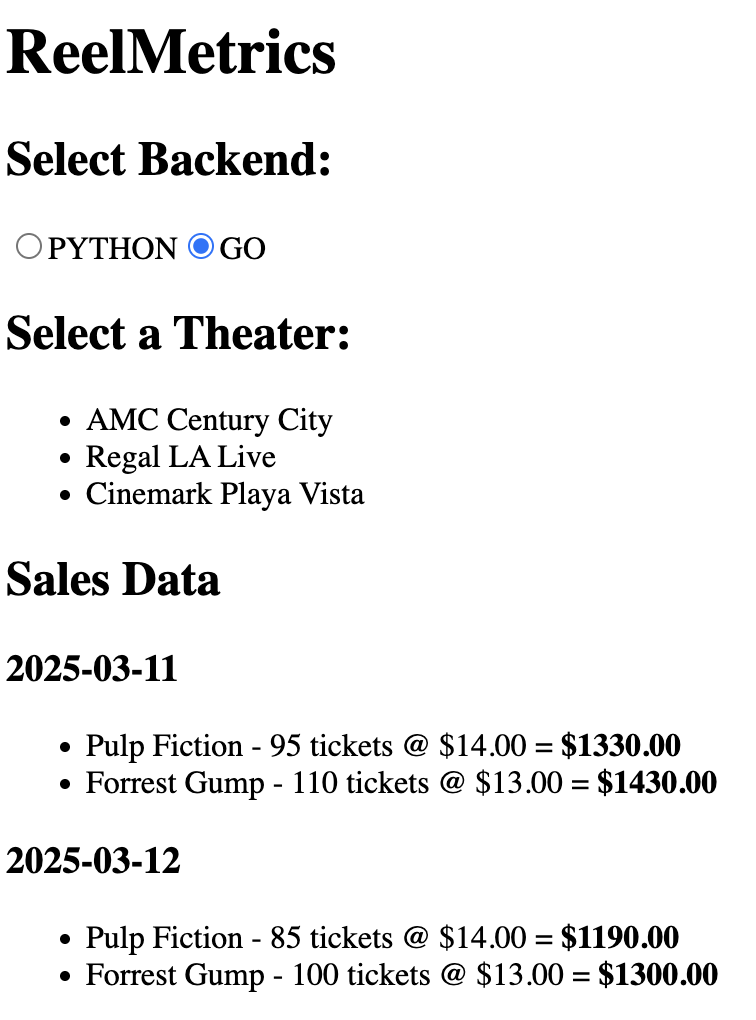 ReelMetrics
Select Backend:
PYTHON GO
Select a Theater:
• AMC Century City
• Regal LA Live
• Cinemark Playa Vista
Sales Data
2025-03-11
• Pulp Fiction - 95 tickets @ $14.00 = $1330.00
• Forrest Gump - 110 tickets @ $13.00 = $1430.00
2025-03-12
• Pulp Fiction - 85 tickets @ $14.00 = $1190.00
• Forrest Gump - 100 tickets @ $13.00 = $1300.00